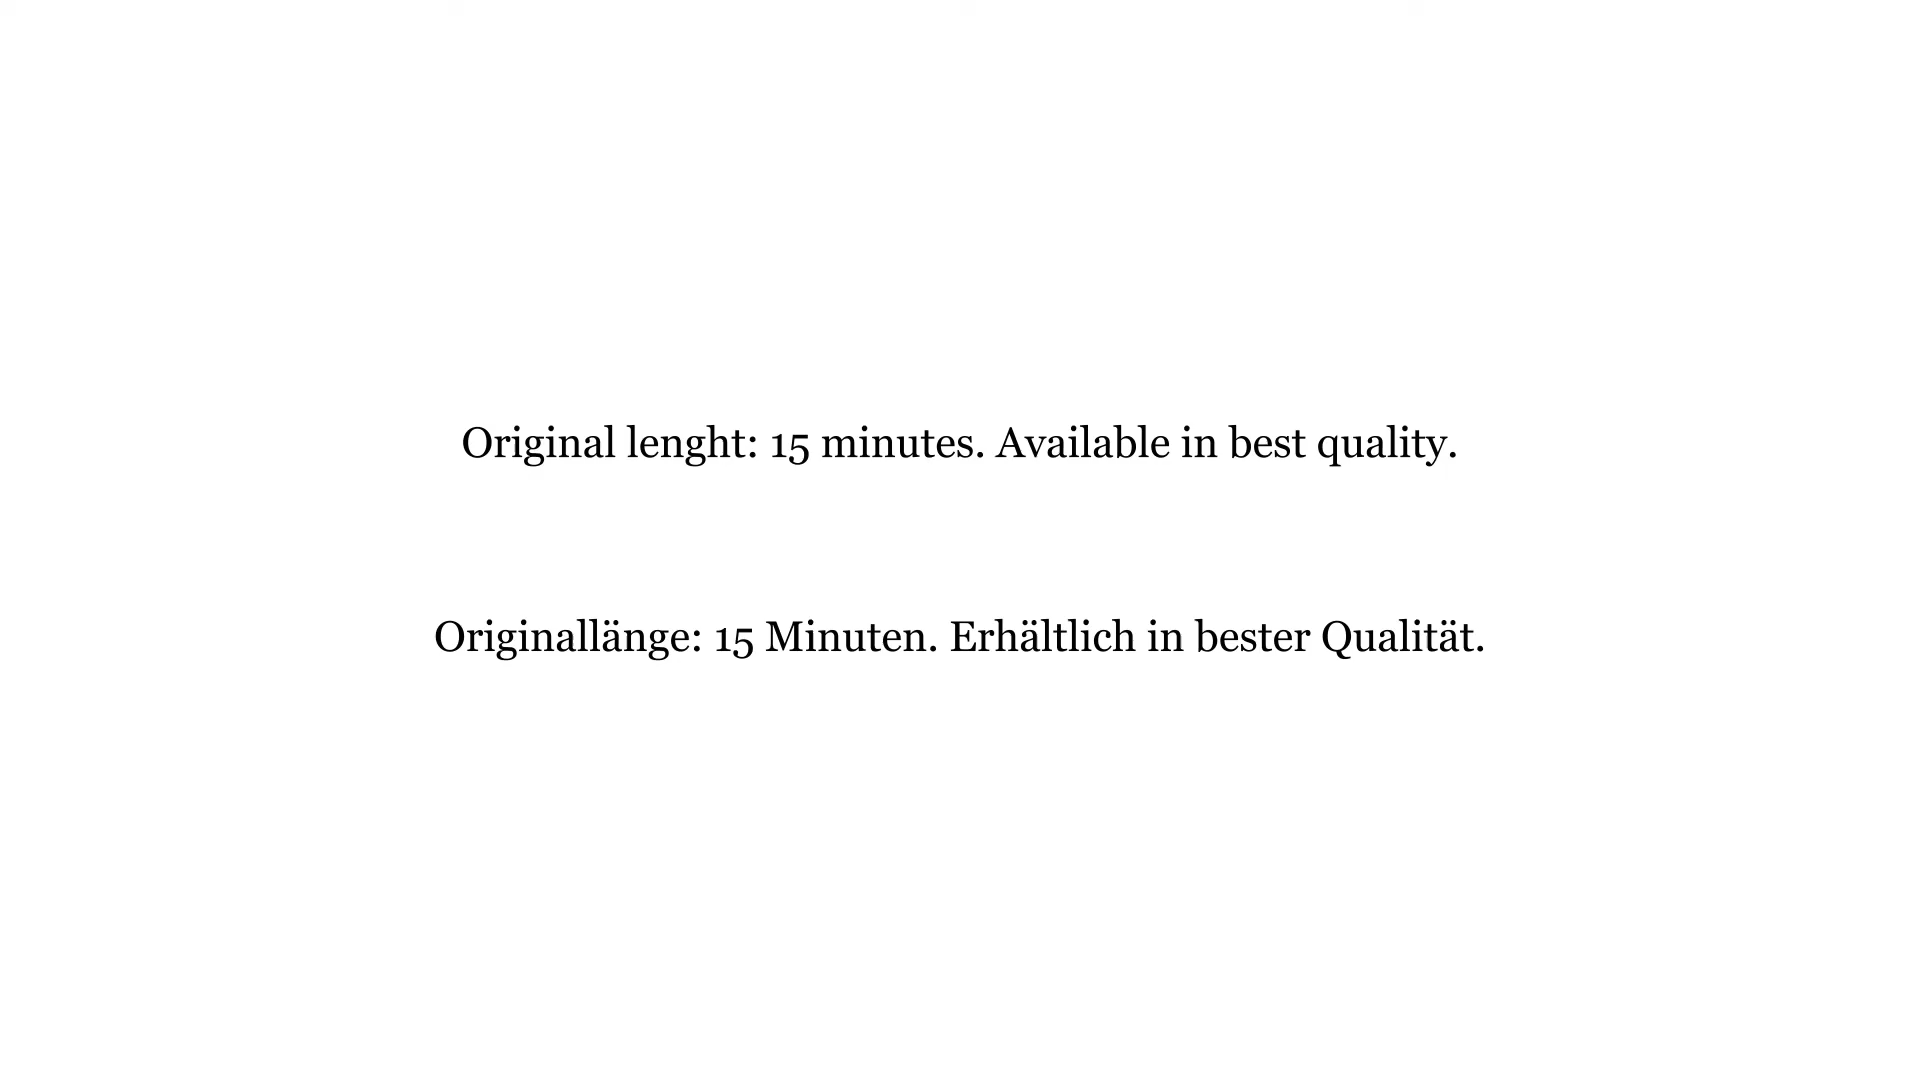 Original lenght: 15 minutes. Available in best quality.
Originallänge: 15 Minuten. Erhältlich in bester Qualität.